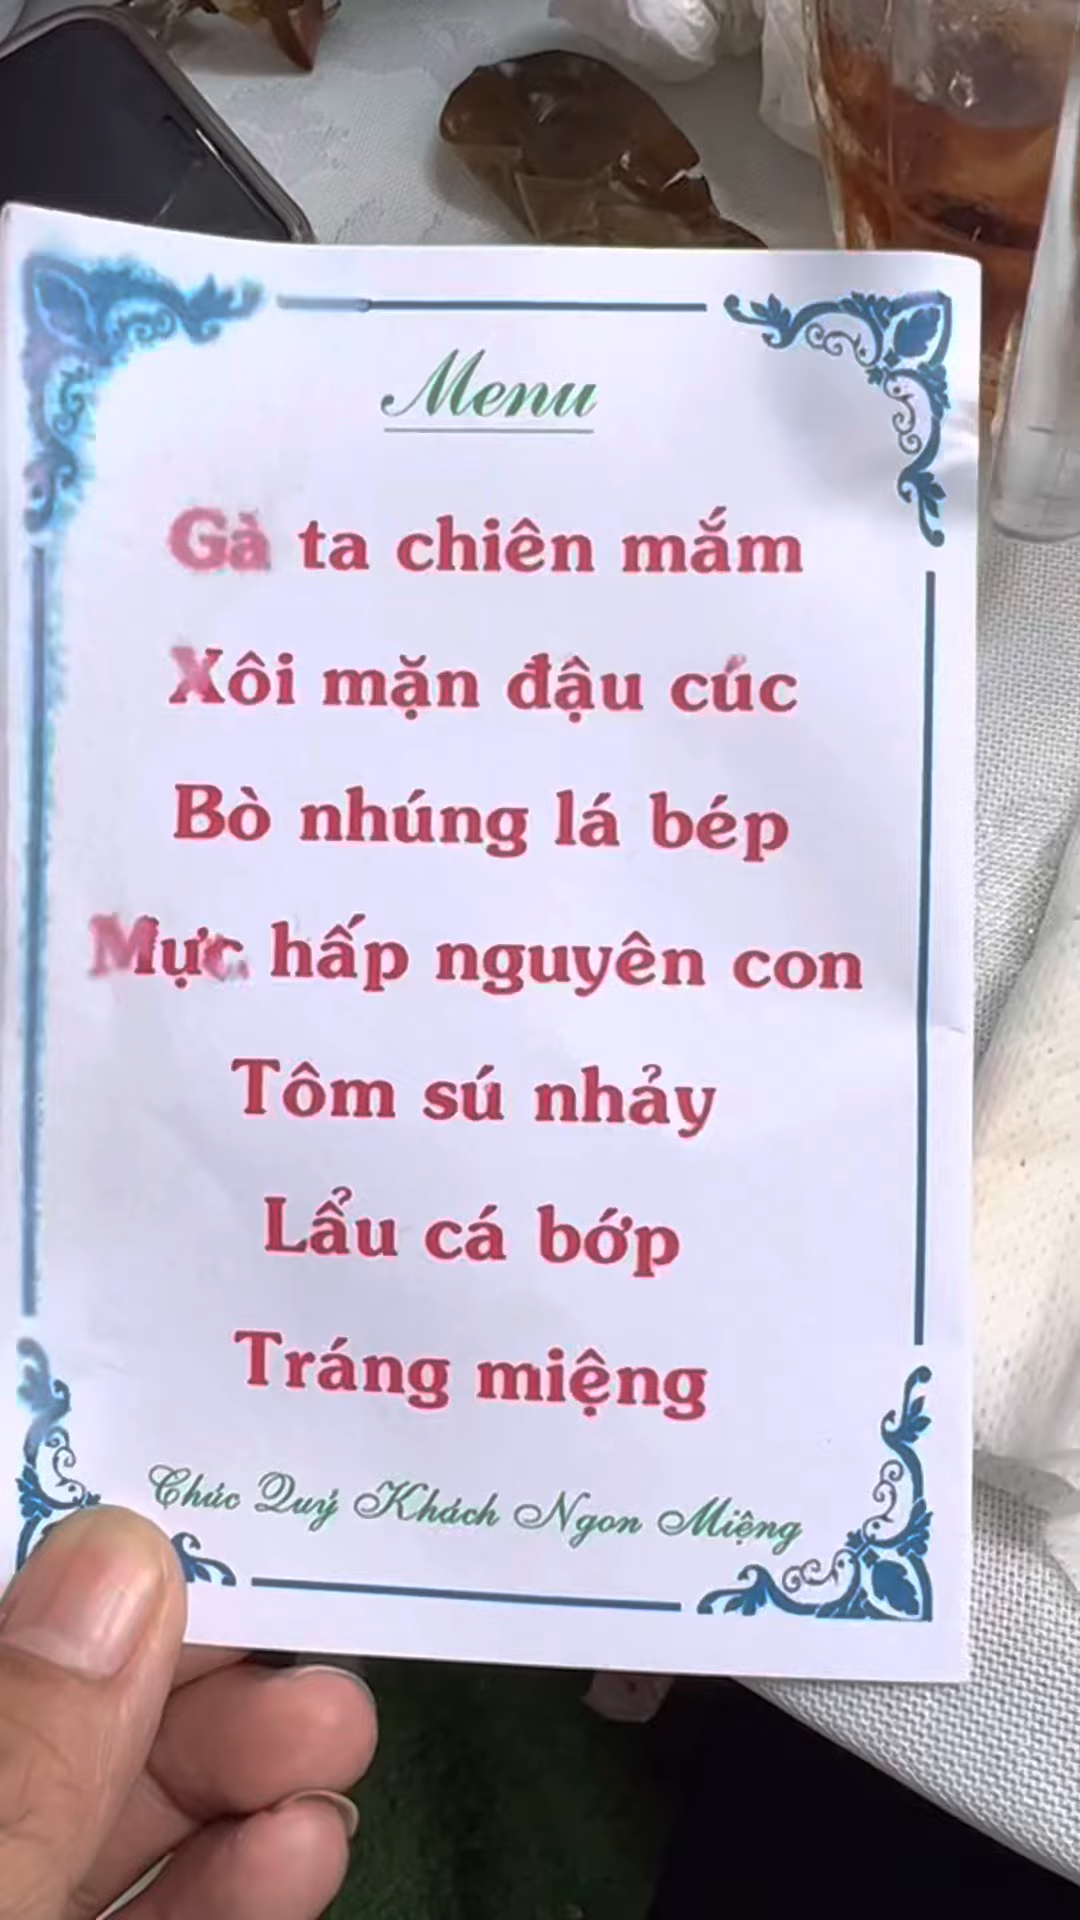 Menu
Gà ta chiên mắm
Xôi mặn đậu cúc
Bò nhúng lá bép
Mực hấp nguyên con
Tôm sú nhảy
Lẩu cá bớp
Tráng miệng
Chúc Quý Khách Ngon Miệng